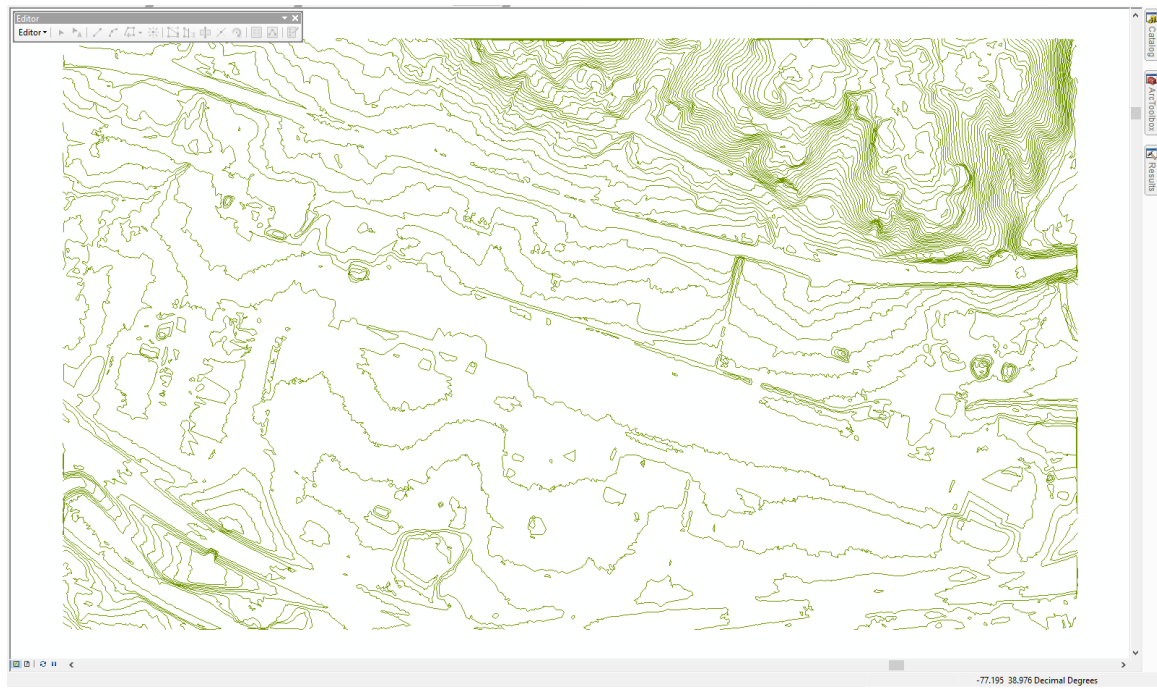 Editor
Editor
Catalog
ArcToolbox
Results
-77.195 38.976 Decimal Degrees